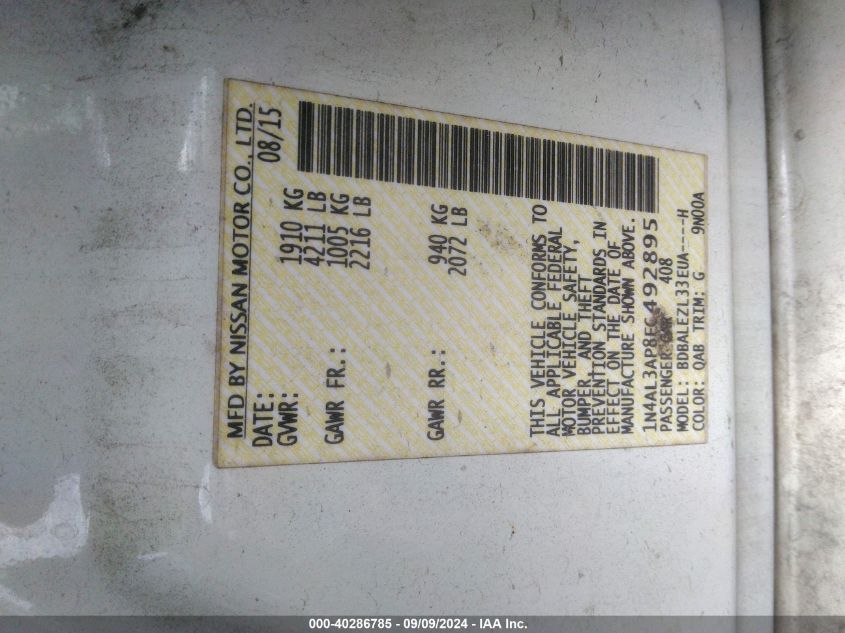 MFD BY NISSAN MOTOR CO., LTD.
DATE: 08/15
GVWR: 1910 KG
4211 LB
GAWR FR.: 1005 KG
2216 LB
GAWR RR.: 940 KG
2072 LB
THIS VEHICLE CONFORMS TO
ALL APPLICABLE FEDERAL
MOTOR VEHICLE SAFETY,
BUMPER, AND THEFT
PREVENTION STANDARDS IN
EFFECT ON THE DATE OF
MANUFACTURE SHOWN ABOVE.
1N4AL3AP8FC492895
PASSENGER 408
MODEL: BDBALEZL33EUA----H
COLOR: QAB TRIM: G 9N00A
000-40286785 - 09/09/2024 - IAA Inc.